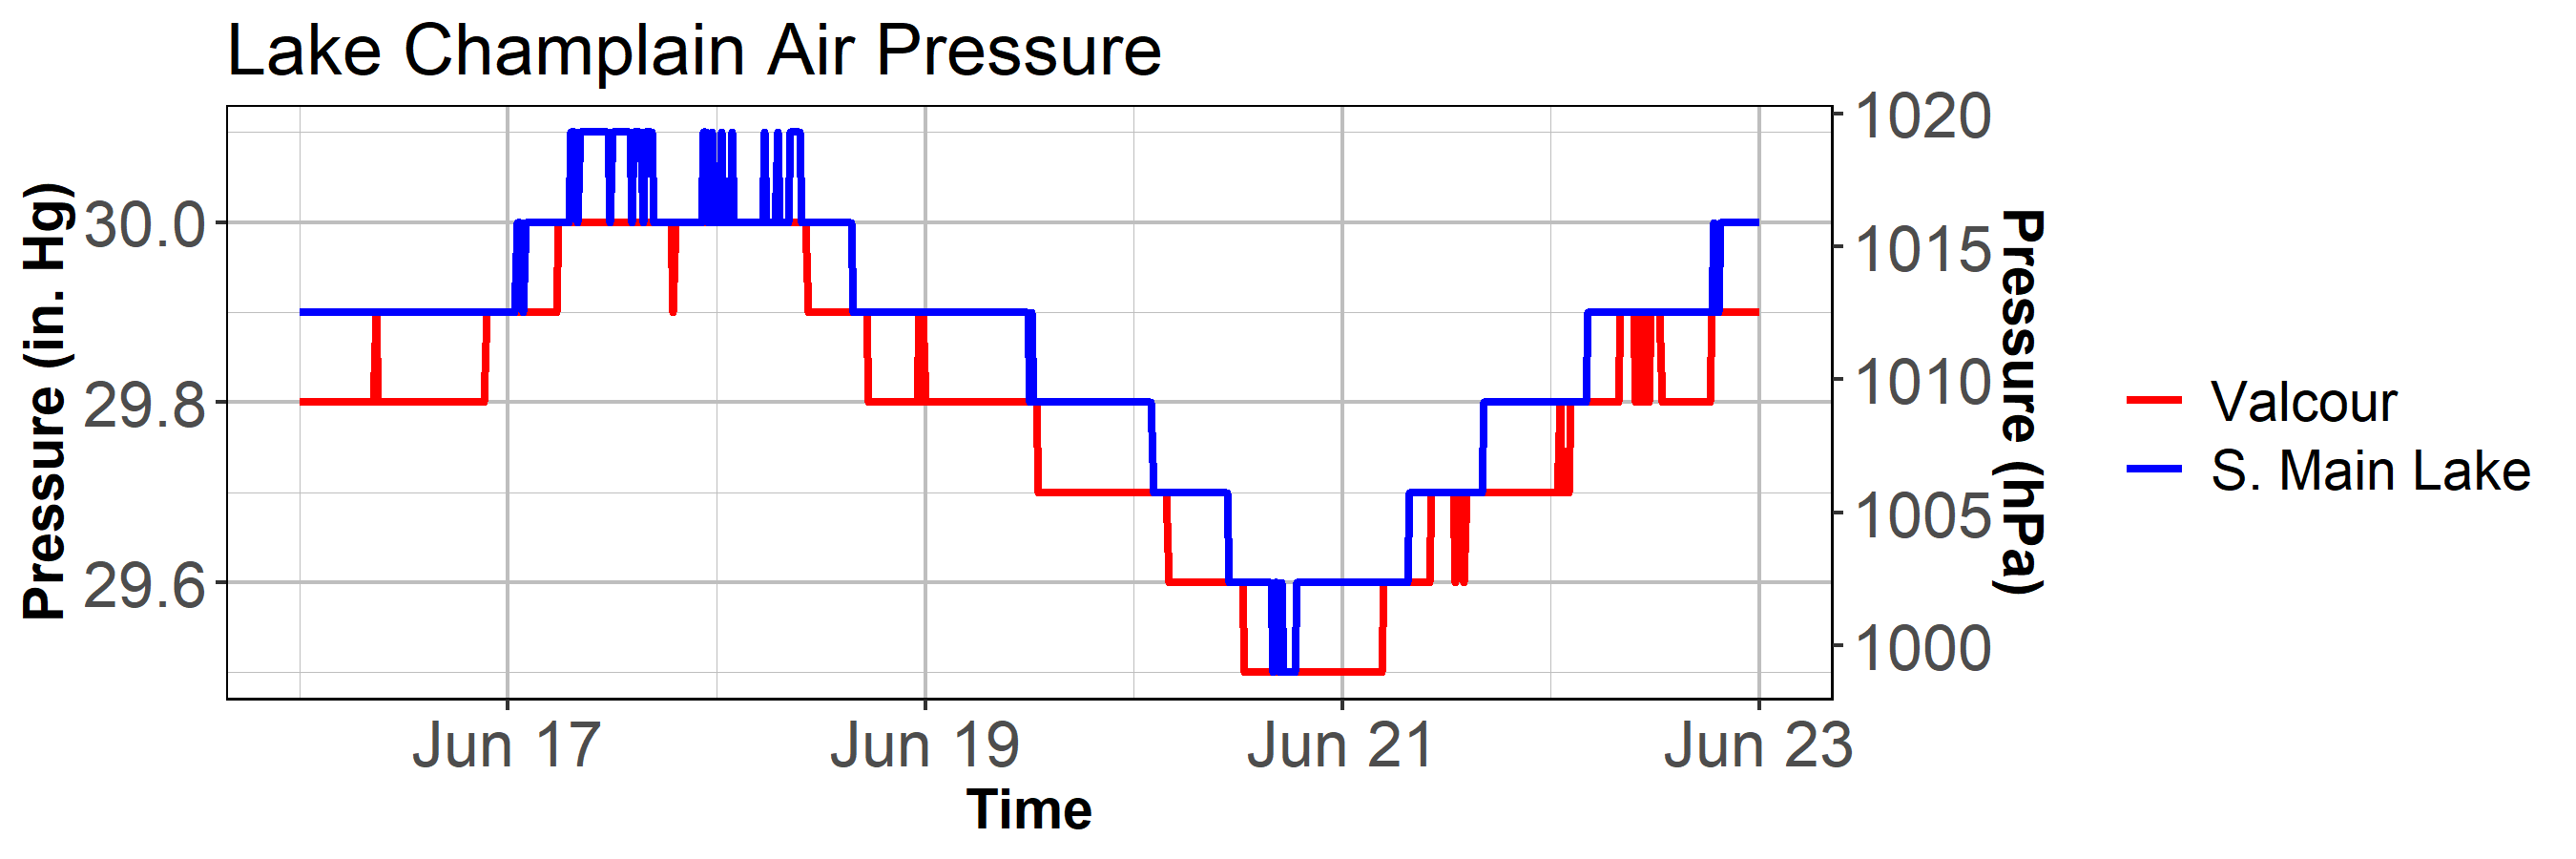 Lake Champlain Air Pressure
Pressure (in. Hg)
30.0
29.8
29.6
1020
1015
1010
1005
1000
Pressure (hPa)
Jun 17
Jun 19
Jun 21
Jun 23
Time
Valcour
S. Main Lake